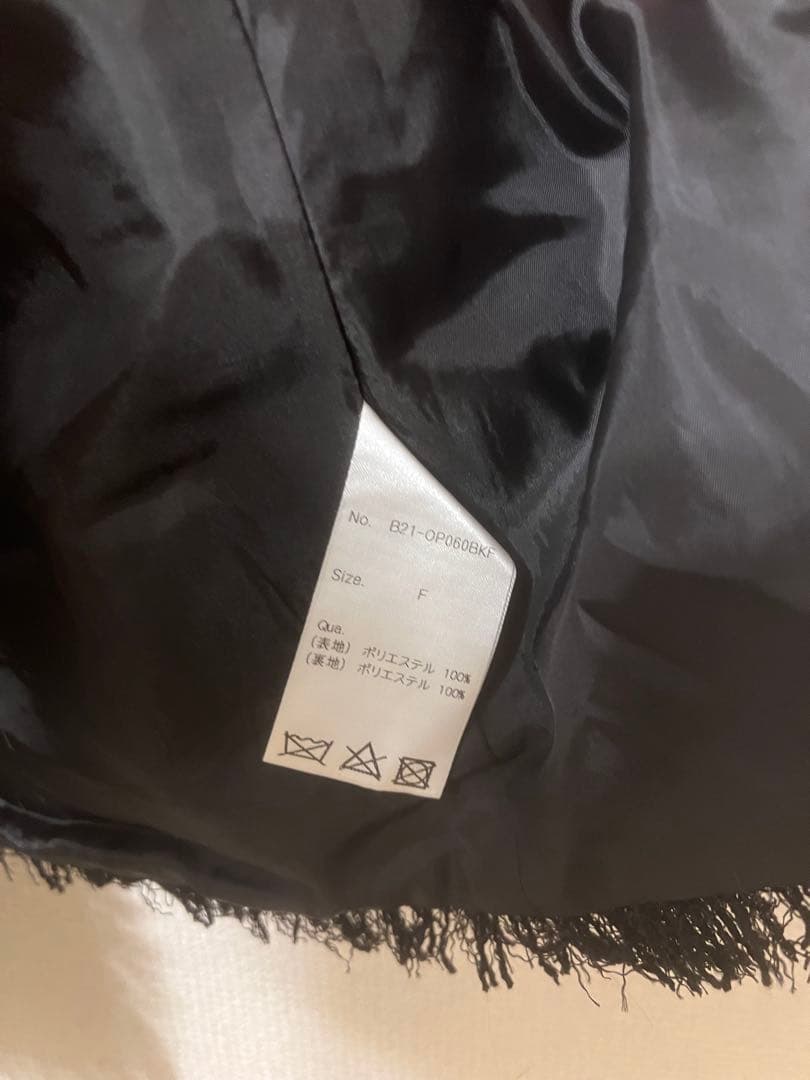 No. B21-OP060BKF
Size. F
Qua.
(表地) ポリエステル 100%
(裏地) ポリエステル 100%